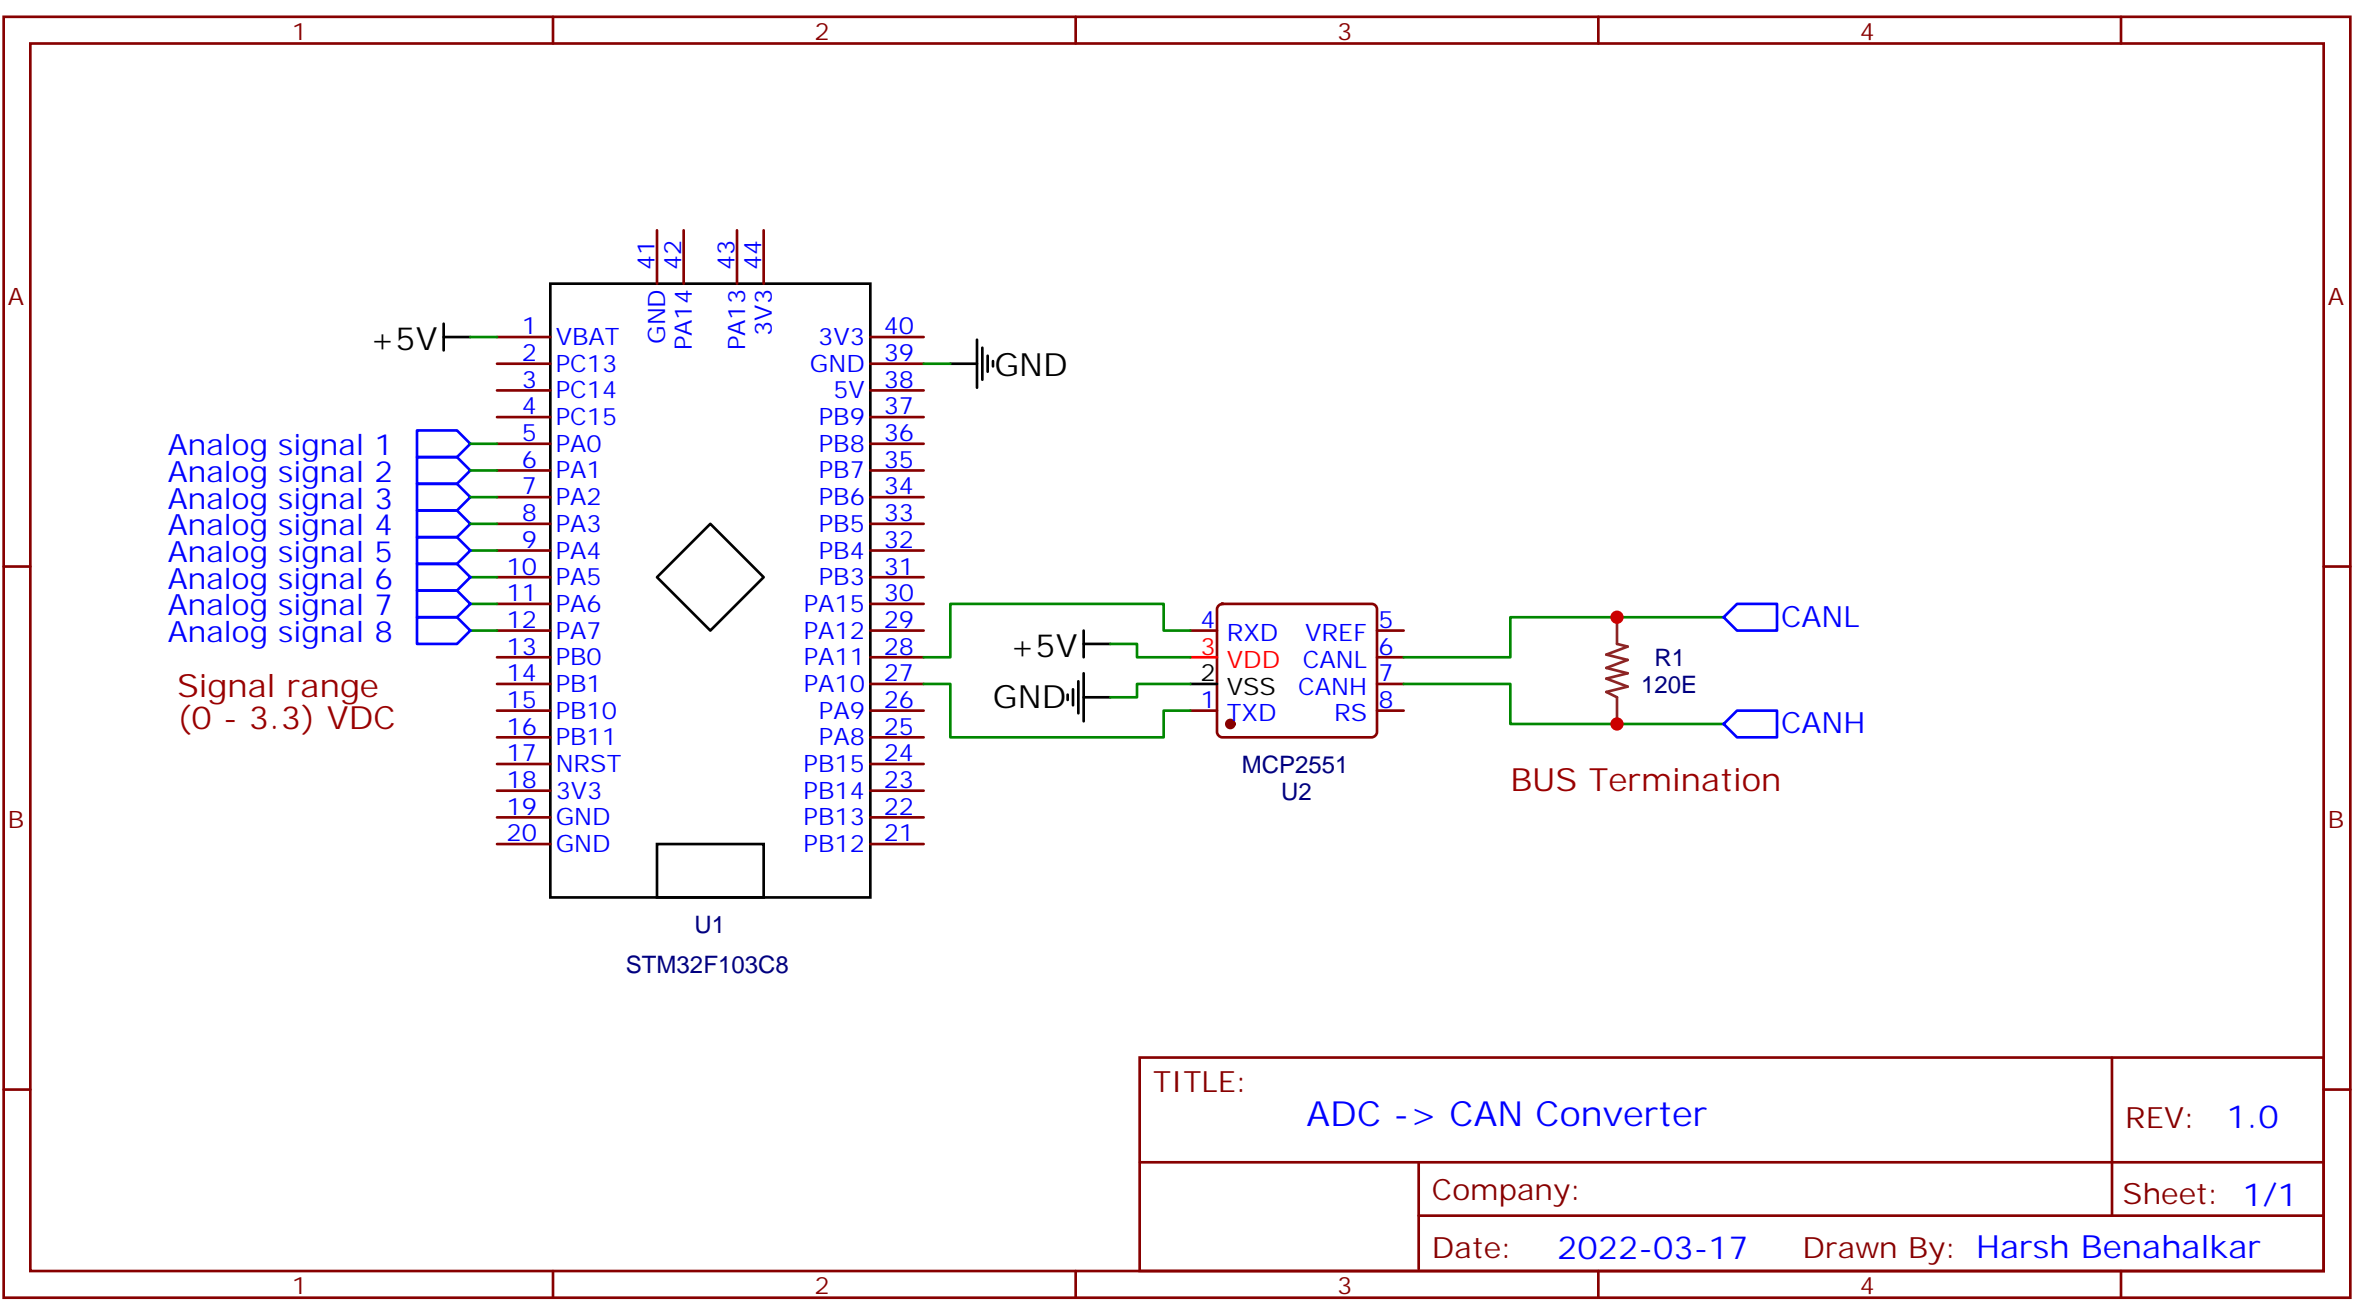 1 2 3 4
A
B
A
B
41
42
43
44
GND
PA14
PA13
3V3
+5V
1 VBAT
2 PC13
3 PC14
4 PC15
Analog signal 1 5 PA0
Analog signal 2 6 PA1
Analog signal 3 7 PA2
Analog signal 4 8 PA3
Analog signal 5 9 PA4
Analog signal 6 10 PA5
Analog signal 7 11 PA6
Analog signal 8 12 PA7
13 PB0
14 PB1
15 PB10
16 PB11
17 NRST
18 3V3
19 GND
20 GND
Signal range
(0 - 3.3) VDC
3V3 40
GND 39 GND
5V 38
PB9 37
PB8 36
PB7 35
PB6 34
PB5 33
PB4 32
PB3 31
PA15 30
PA12 29
PA11 28
PA10 27
PA9 26
PA8 25
PB15 24
PB14 23
PB13 22
PB12 21
U1
STM32F103C8
+5V
GND
4 RXD VREF 5
3 VDD CANL 6
2 VSS CANH 7
1 TXD RS 8
MCP2551
U2
CANL
R1
120E
CANH
BUS Termination
TITLE:
ADC -> CAN Converter
REV: 1.0
Company:
Sheet: 1/1
Date: 2022-03-17 Drawn By: Harsh Benahalkar
1 2 3 4